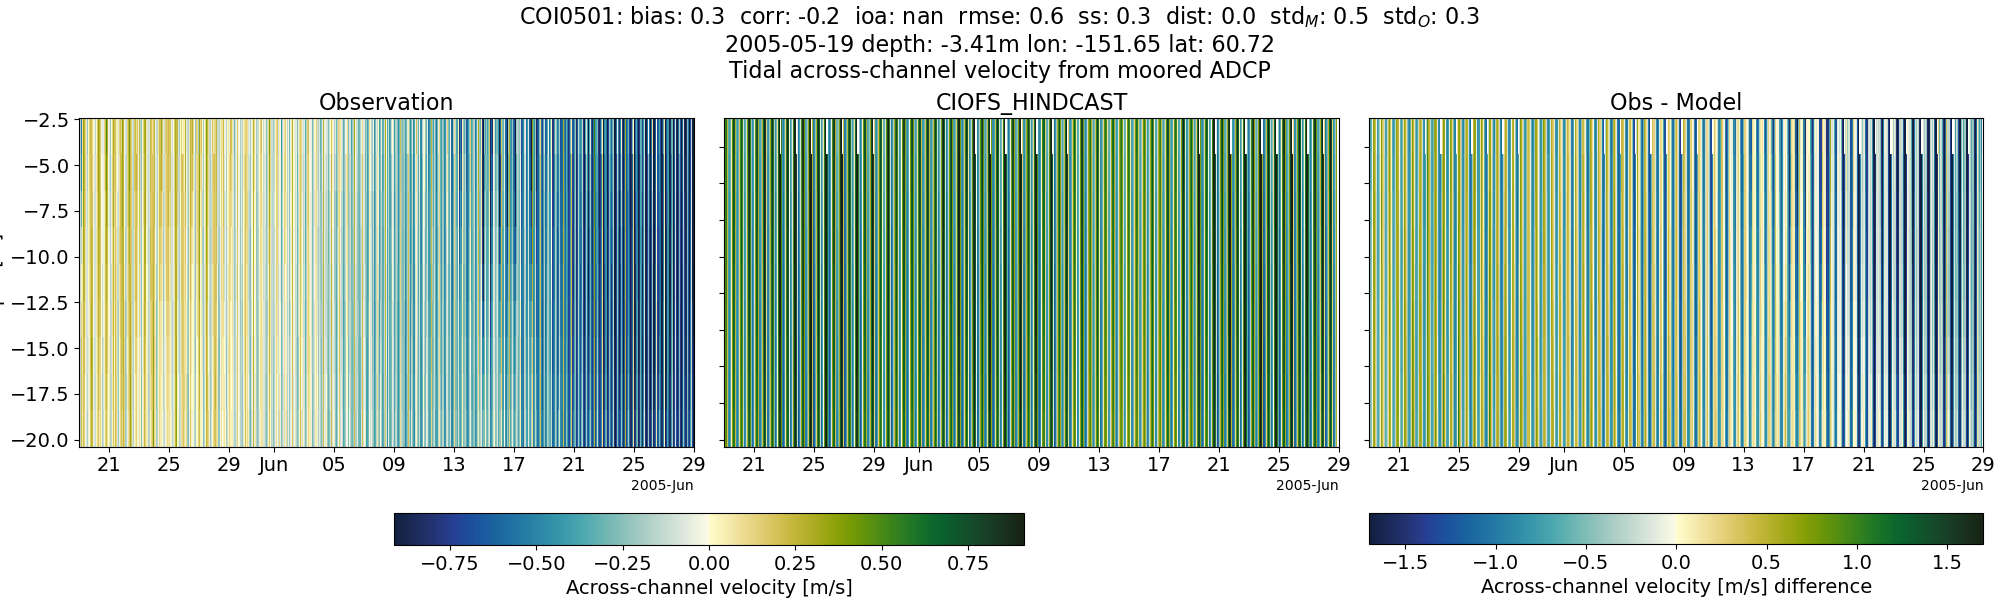 COI0501: bias: 0.3 corr: -0.2 ioa: nan rmse: 0.6 ss: 0.3 dist: 0.0 std_M: 0.5 std_O: 0.3
2005-05-19 depth: -3.41m lon: -151.65 lat: 60.72
Tidal across-channel velocity from moored ADCP
Observation
CIOFS_HINDCAST
Obs - Model
−2.5
−5.0
−7.5
−10.0
−12.5
−15.0
−17.5
−20.0
21 25 29 Jun 05 09 13 17 21 25 29
2005-Jun
21 25 29 Jun 05 09 13 17 21 25 29
2005-Jun
21 25 29 Jun 05 09 13 17 21 25 29
2005-Jun
−0.75 −0.50 −0.25 0.00 0.25 0.50 0.75
Across-channel velocity [m/s]
−1.5 −1.0 −0.5 0.0 0.5 1.0 1.5
Across-channel velocity [m/s] difference